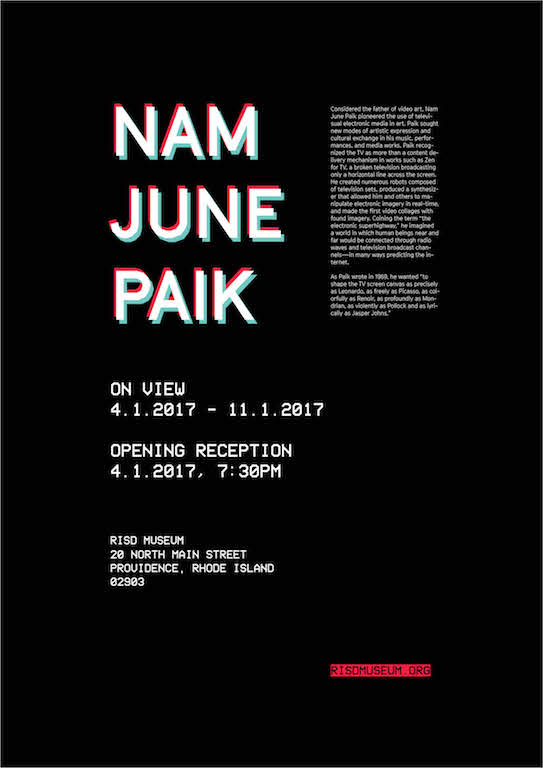 NAM
JUNE
PAIK
Considered the father of video art, Nam
June Paik pioneered the use of televi-
sual electronic media in art. Paik sought
new modes of artistic expression and
cultural exchange in his music, perfor-
mances, and media works. Paik recog-
nized the TV as more than a content de-
livery mechanism in works such as Zen
for TV, a broken television broadcasting
only a horizontal line across the screen.
He created numerous robots composed
of television sets, produced a synthesiz-
er that allowed him and others to ma-
nipulate electronic imagery in real-time,
and made the first video collages with
found imagery. Coining the term “the
electronic superhighway,” he imagined
a world in which human beings near and
far would be connected through radio
waves and television broadcast chan-
nels—in many ways predicting the in-
ternet.
As Paik wrote in 1969, he wanted “to
shape the TV screen canvas as precisely
as Leonardo, as freely as Picasso, as col-
orfully as Renoir, as profoundly as Mon-
drian, as violently as Pollock and as lyri-
cally as Jasper Johns.”
ON VIEW
4.1.2017 - 11.1.2017
OPENING RECEPTION
4.1.2017, 7:30PM
RISD MUSEUM
20 NORTH MAIN STREET
PROVIDENCE, RHODE ISLAND
02903
RISDMUSEUM.ORG